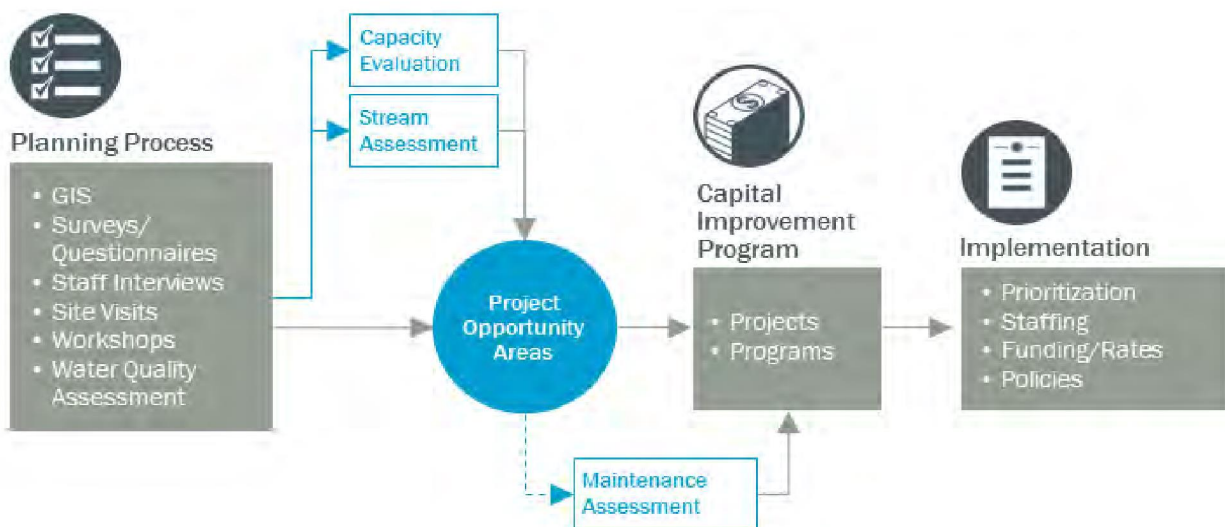 Capacity
Evaluation
Stream
Assessment
Planning Process
• GIS
• Surveys/
Questionnaires
• Staff Interviews
• Site Visits
• Workshops
• Water Quality
Assessment
Project
Opportunity
Areas
Maintenance
Assessment
Capital
Improvement
Program
• Projects
• Programs
Implementation
• Prioritization
• Staffing
• Funding/Rates
• Policies